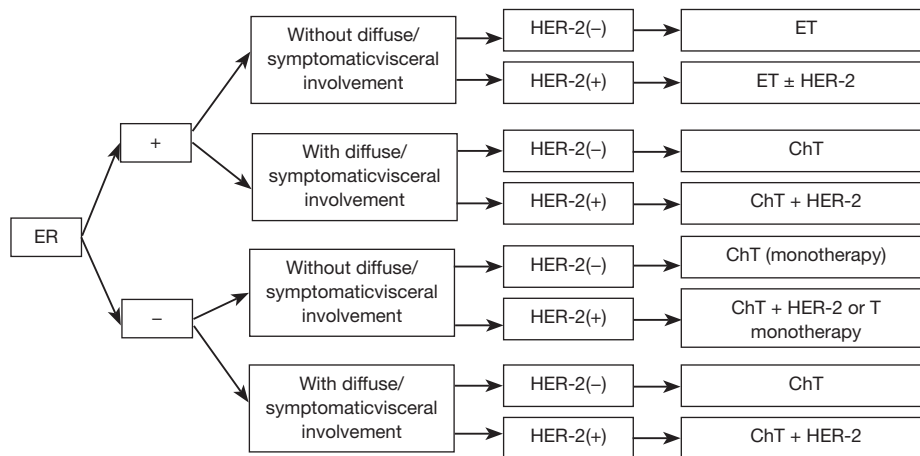 ER
+
Without diffuse/
symptomaticvisceral
involvement
HER-2(−)
ET
HER-2(+)
ET ± HER-2
With diffuse/
symptomaticvisceral
involvement
HER-2(−)
ChT
HER-2(+)
ChT + HER-2
−
Without diffuse/
symptomaticvisceral
involvement
HER-2(−)
ChT (monotherapy)
HER-2(+)
ChT + HER-2 or T
monotherapy
With diffuse/
symptomaticvisceral
involvement
HER-2(−)
ChT
HER-2(+)
ChT + HER-2